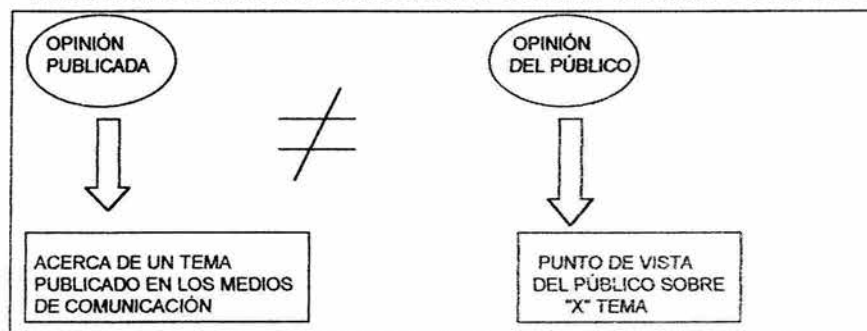 OPINIÓN
PUBLICADA
OPINIÓN
DEL PÚBLICO
≠
ACERCA DE UN TEMA
PUBLICADO EN LOS MEDIOS
DE COMUNICACIÓN
PUNTO DE VISTA
DEL PÚBLICO SOBRE
"X" TEMA